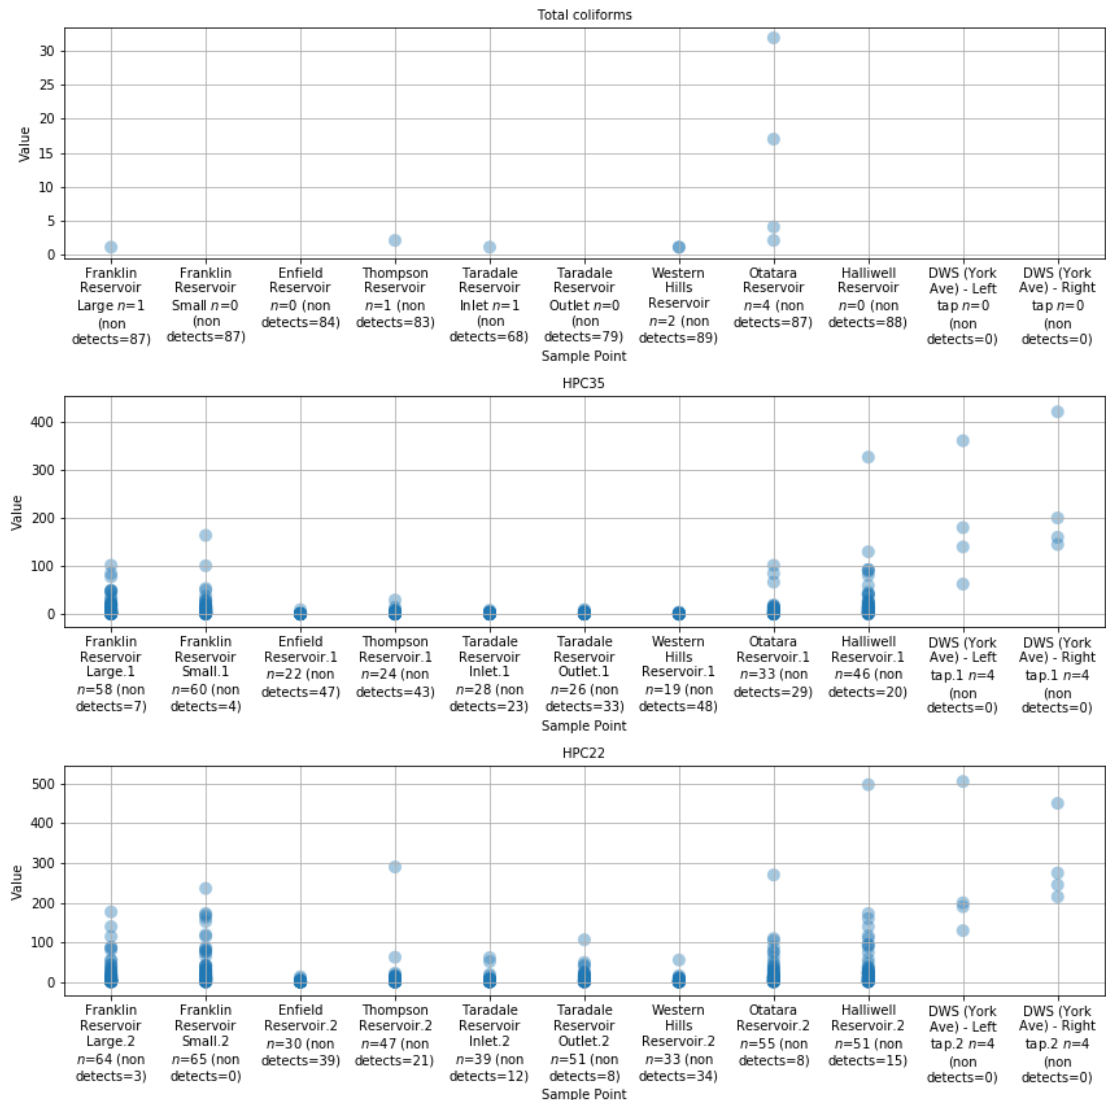 Total coliforms
30
25
20
15
10
5
0
Value
Franklin Reservoir Large n=1 (non detects=87)
Franklin Reservoir Small n=0 (non detects=87)
Enfield Reservoir n=0 (non detects=84)
Thompson Reservoir n=1 (non detects=83)
Taradale Reservoir Inlet n=1 (non detects=68)
Taradale Reservoir Outlet n=0 (non detects=79)
Western Hills Reservoir n=2 (non detects=89)
Otatara Reservoir n=4 (non detects=87)
Halliwell Reservoir n=0 (non detects=88)
DWS (York Ave) - Left tap n=0 (non detects=0)
DWS (York Ave) - Right tap n=0 (non detects=0)
Sample Point
HPC35
400
300
200
100
0
Value
Franklin Reservoir Large.1 n=58 (non detects=7)
Franklin Reservoir Small.1 n=60 (non detects=4)
Enfield Reservoir.1 n=22 (non detects=47)
Thompson Reservoir.1 n=24 (non detects=43)
Taradale Reservoir Inlet.1 n=28 (non detects=23)
Taradale Reservoir Outlet.1 n=26 (non detects=33)
Western Hills Reservoir.1 n=19 (non detects=48)
Otatara Reservoir.1 n=33 (non detects=29)
Halliwell Reservoir.1 n=46 (non detects=20)
DWS (York Ave) - Left tap.1 n=4 (non detects=0)
DWS (York Ave) - Right tap.1 n=4 (non detects=0)
Sample Point
HPC22
500
400
300
200
100
0
Value
Franklin Reservoir Large.2 n=64 (non detects=3)
Franklin Reservoir Small.2 n=65 (non detects=0)
Enfield Reservoir.2 n=30 (non detects=39)
Thompson Reservoir.2 n=47 (non detects=21)
Taradale Reservoir Inlet.2 n=39 (non detects=12)
Taradale Reservoir Outlet.2 n=51 (non detects=8)
Western Hills Reservoir.2 n=33 (non detects=34)
Otatara Reservoir.2 n=55 (non detects=8)
Halliwell Reservoir.2 n=51 (non detects=15)
DWS (York Ave) - Left tap.2 n=4 (non detects=0)
DWS (York Ave) - Right tap.2 n=4 (non detects=0)
Sample Point